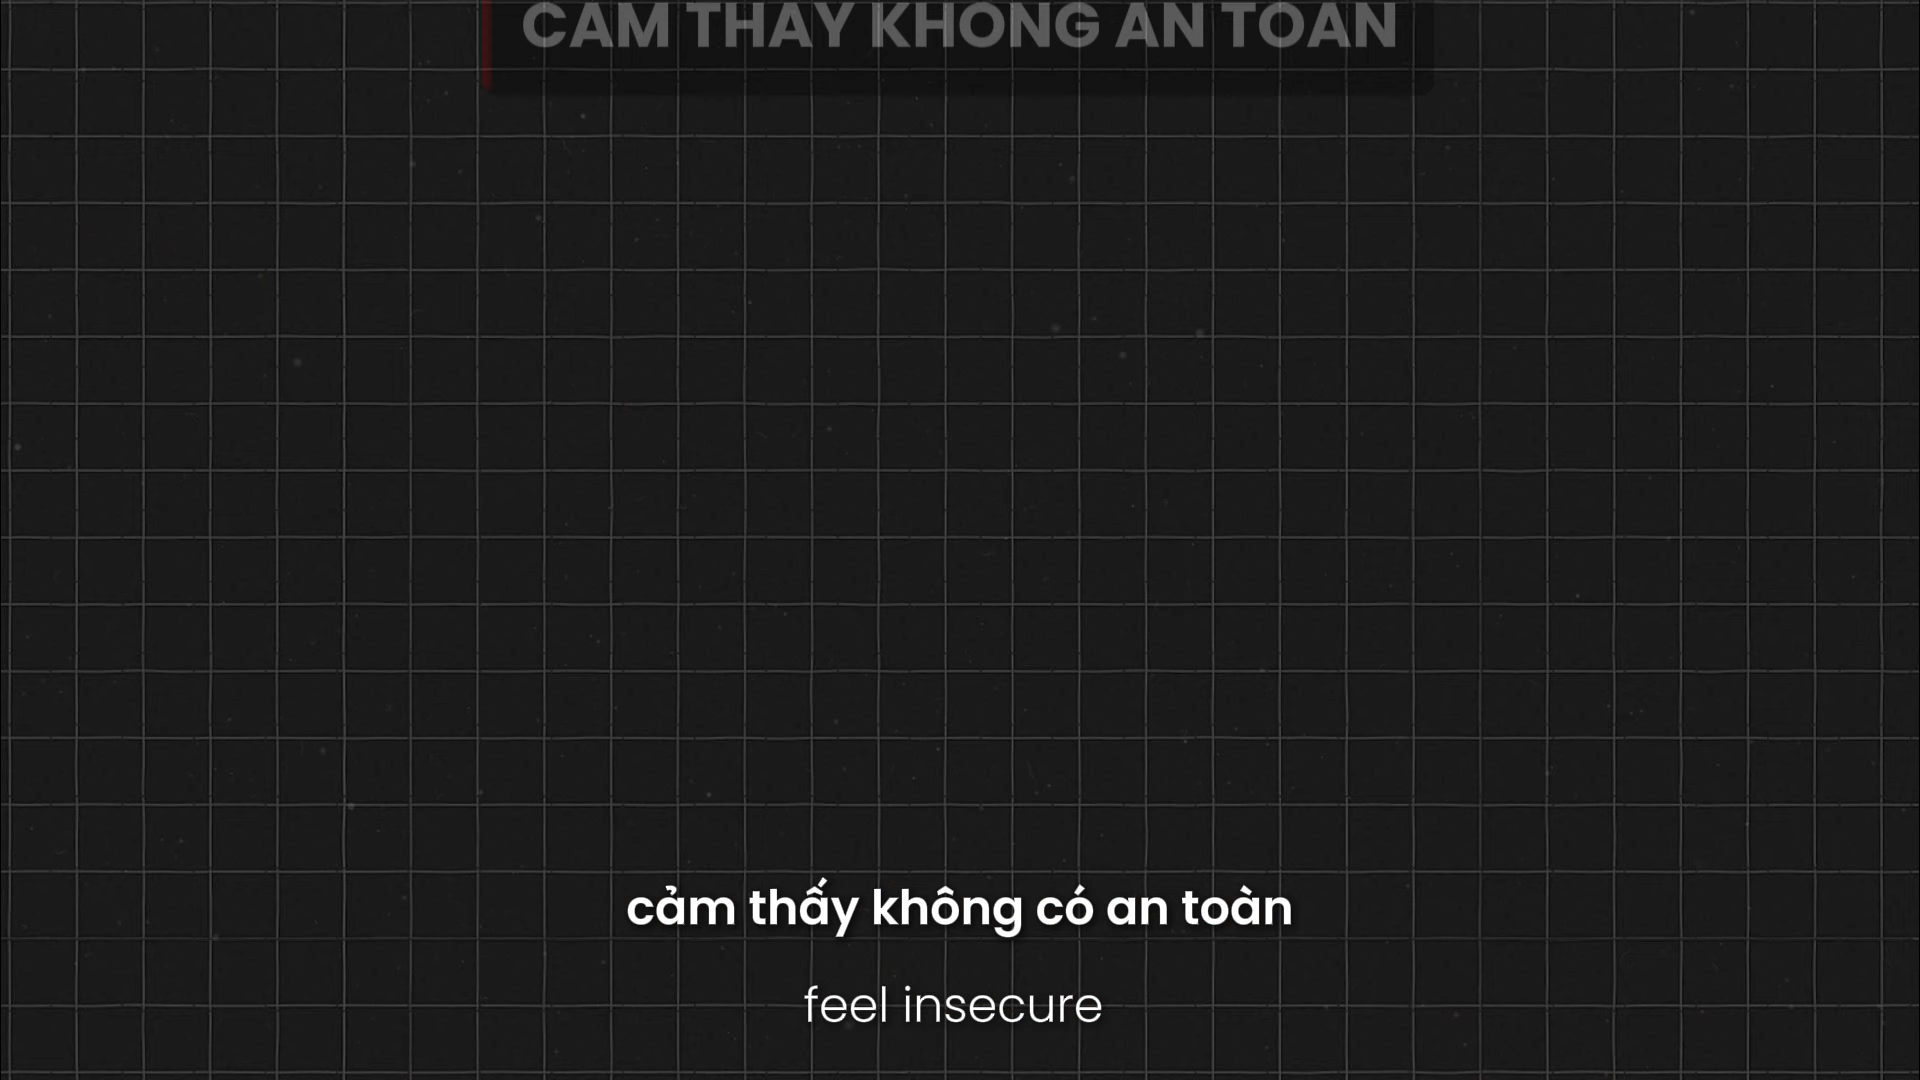 CẢM THẤY KHÔNG AN TOÀN
cảm thấy không có an toàn
feel insecure